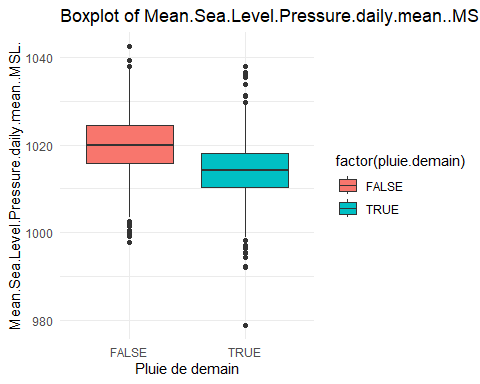 Boxplot of Mean.Sea.Level.Pressure.daily.mean..MS
Mean.Sea.Level.Pressure.daily.mean..MSL.
1040
1020
1000
980
FALSE TRUE
Pluie de demain
factor(pluie.demain)
FALSE
TRUE